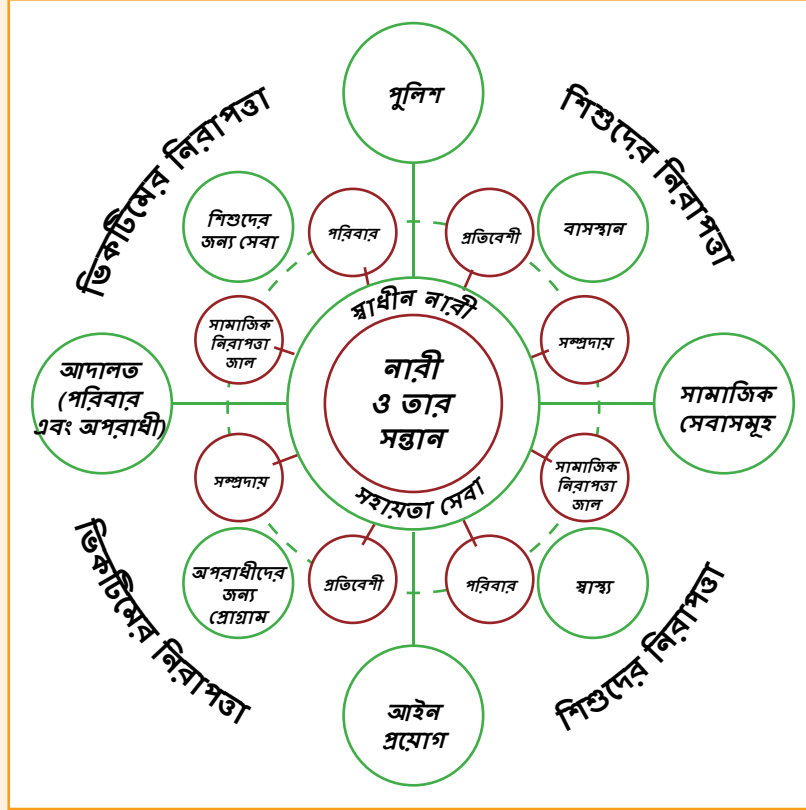 পুলিশ
ভিকটিমের নিরাপত্তা
শিশুদের নিরাপত্তা
শিশুদের
জন্য সেবা
পরিবার
প্রতিবেশী
বাসস্থান
স্বাধীন নারী
সামাজিক
নিরাপত্তা
জাল
সম্প্রদায়
আদালত
(পরিবার
এবং অপরাধী)
নারী
ও তার
সন্তান
সামাজিক
সেবাসমূহ
সম্প্রদায়
সামাজিক
নিরাপত্তা
জাল
সহায়তা সেবা
অপরাধীদের
জন্য
প্রোগ্রাম
প্রতিবেশী
পরিবার
স্বাস্থ্য
ভিকটিমের নিরাপত্তা
শিশুদের নিরাপত্তা
আইন
প্রয়োগ